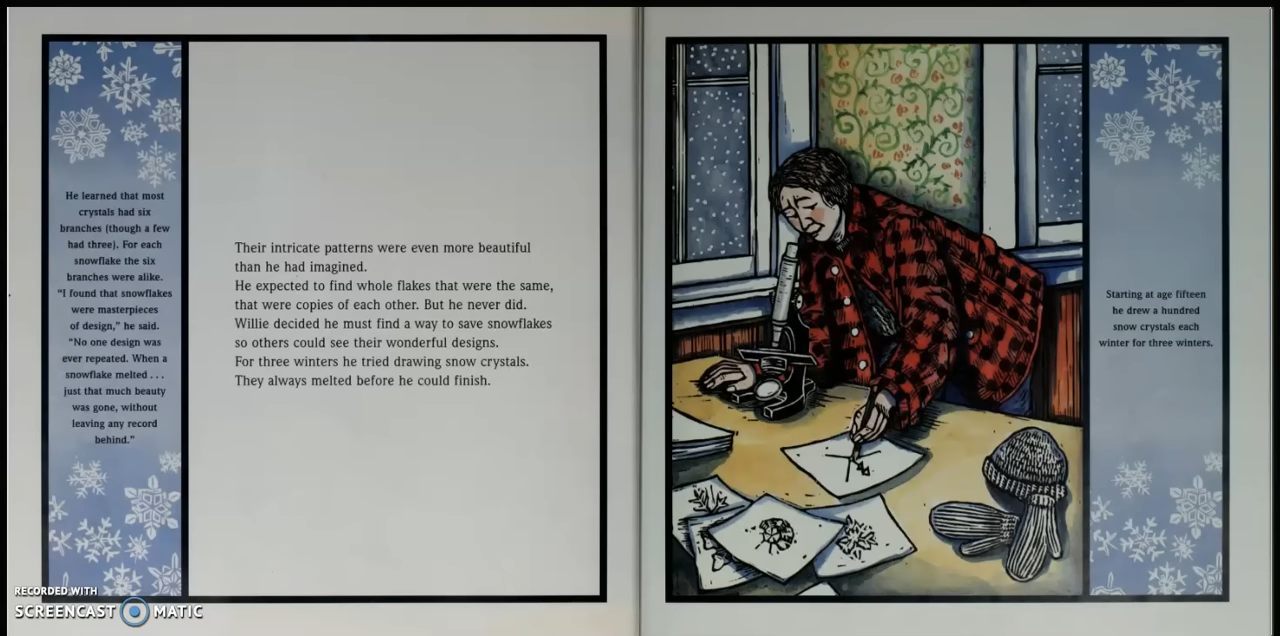 He learned that most
crystals had six
branches (though a few
had three). For each
snowflake the six
branches were alike.
“I found that snowflakes
were masterpieces
of design,” he said.
“No one design was
ever repeated. When a
snowflake melted . . .
just that much beauty
was gone, without
leaving any record
behind.”
Their intricate patterns were even more beautiful
than he had imagined.
He expected to find whole flakes that were the same,
that were copies of each other. But he never did.
Willie decided he must find a way to save snowflakes
so others could see their wonderful designs.
For three winters he tried drawing snow crystals.
They always melted before he could finish.
Starting at age fifteen
he drew a hundred
snow crystals each
winter for three winters.
RECORDED WITH
SCREENCAST MATIC